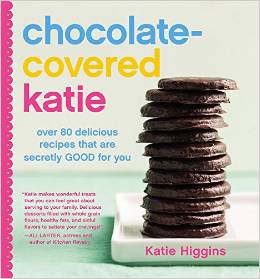 chocolate-
covered
katie
over 80 delicious
recipes that are
secretly GOOD for you
"Katie makes wonderful treats
that you can feel great about
serving to your family. Delicious
desserts filled with whole grain
flours, healthy fats, and sinful
flavors to satiate your cravings!"
—ALI LARTER, actress and
author of Kitchen Revelry
Katie Higgins